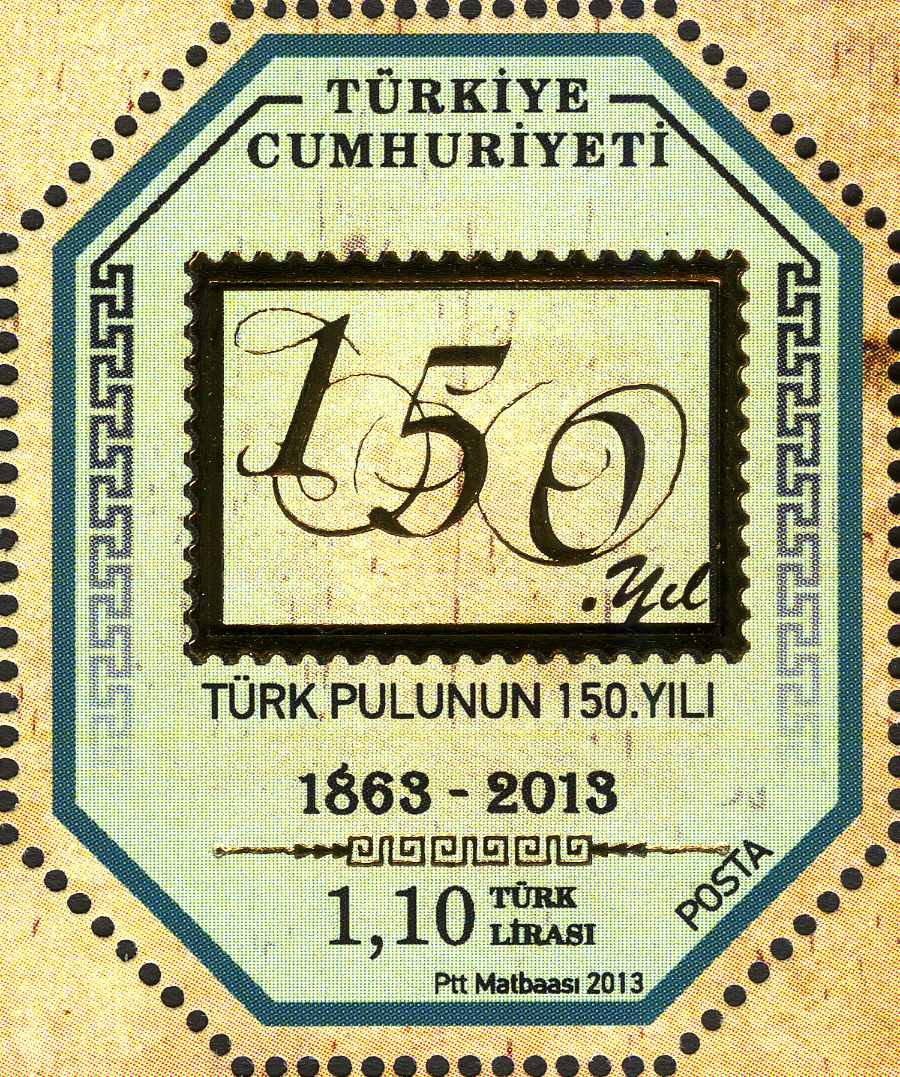 TÜRKİYE
CUMHURİYETİ
150
.Yıl
TÜRK PULUNUN 150.YILI
1863 - 2013
1,10 TÜRK
LİRASI
POSTA
Ptt Matbaası 2013